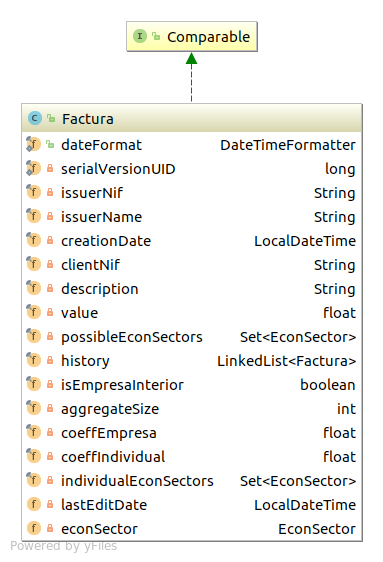 I Comparable
C Factura
f dateFormat DateTimeFormatter
f serialVersionUID long
f issuerNif String
f issuerName String
f creationDate LocalDateTime
f clientNif String
f description String
f value float
f possibleEconSectors Set<EconSector>
f history LinkedList<Factura>
f isEmpresaInterior boolean
f aggregateSize int
f coeffEmpresa float
f coeffIndividual float
f individualEconSectors Set<EconSector>
f lastEditDate LocalDateTime
f econSector EconSector
Powered by yFiles